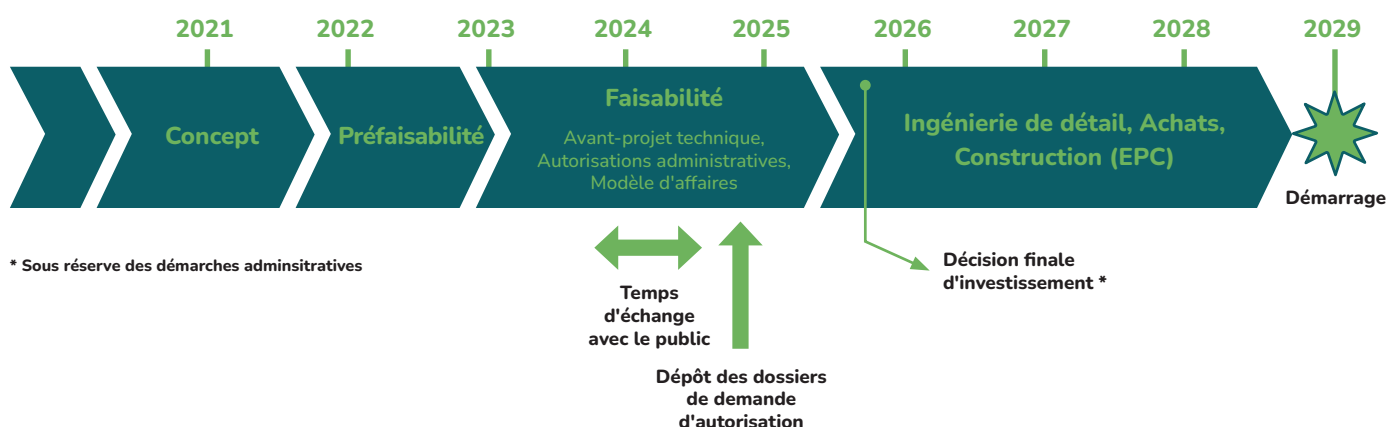 2021 2022 2023 2024 2025 2026 2027 2028 2029
Concept
Préfaisabilité
Faisabilité
Avant-projet technique,
Autorisations administratives,
Modèle d'affaires
Ingénierie de détail, Achats,
Construction (EPC)
Démarrage
* Sous réserve des démarches adminsitratives
Temps
d'échange
avec le public
Dépôt des dossiers
de demande
d'autorisation
Décision finale
d'investissement *